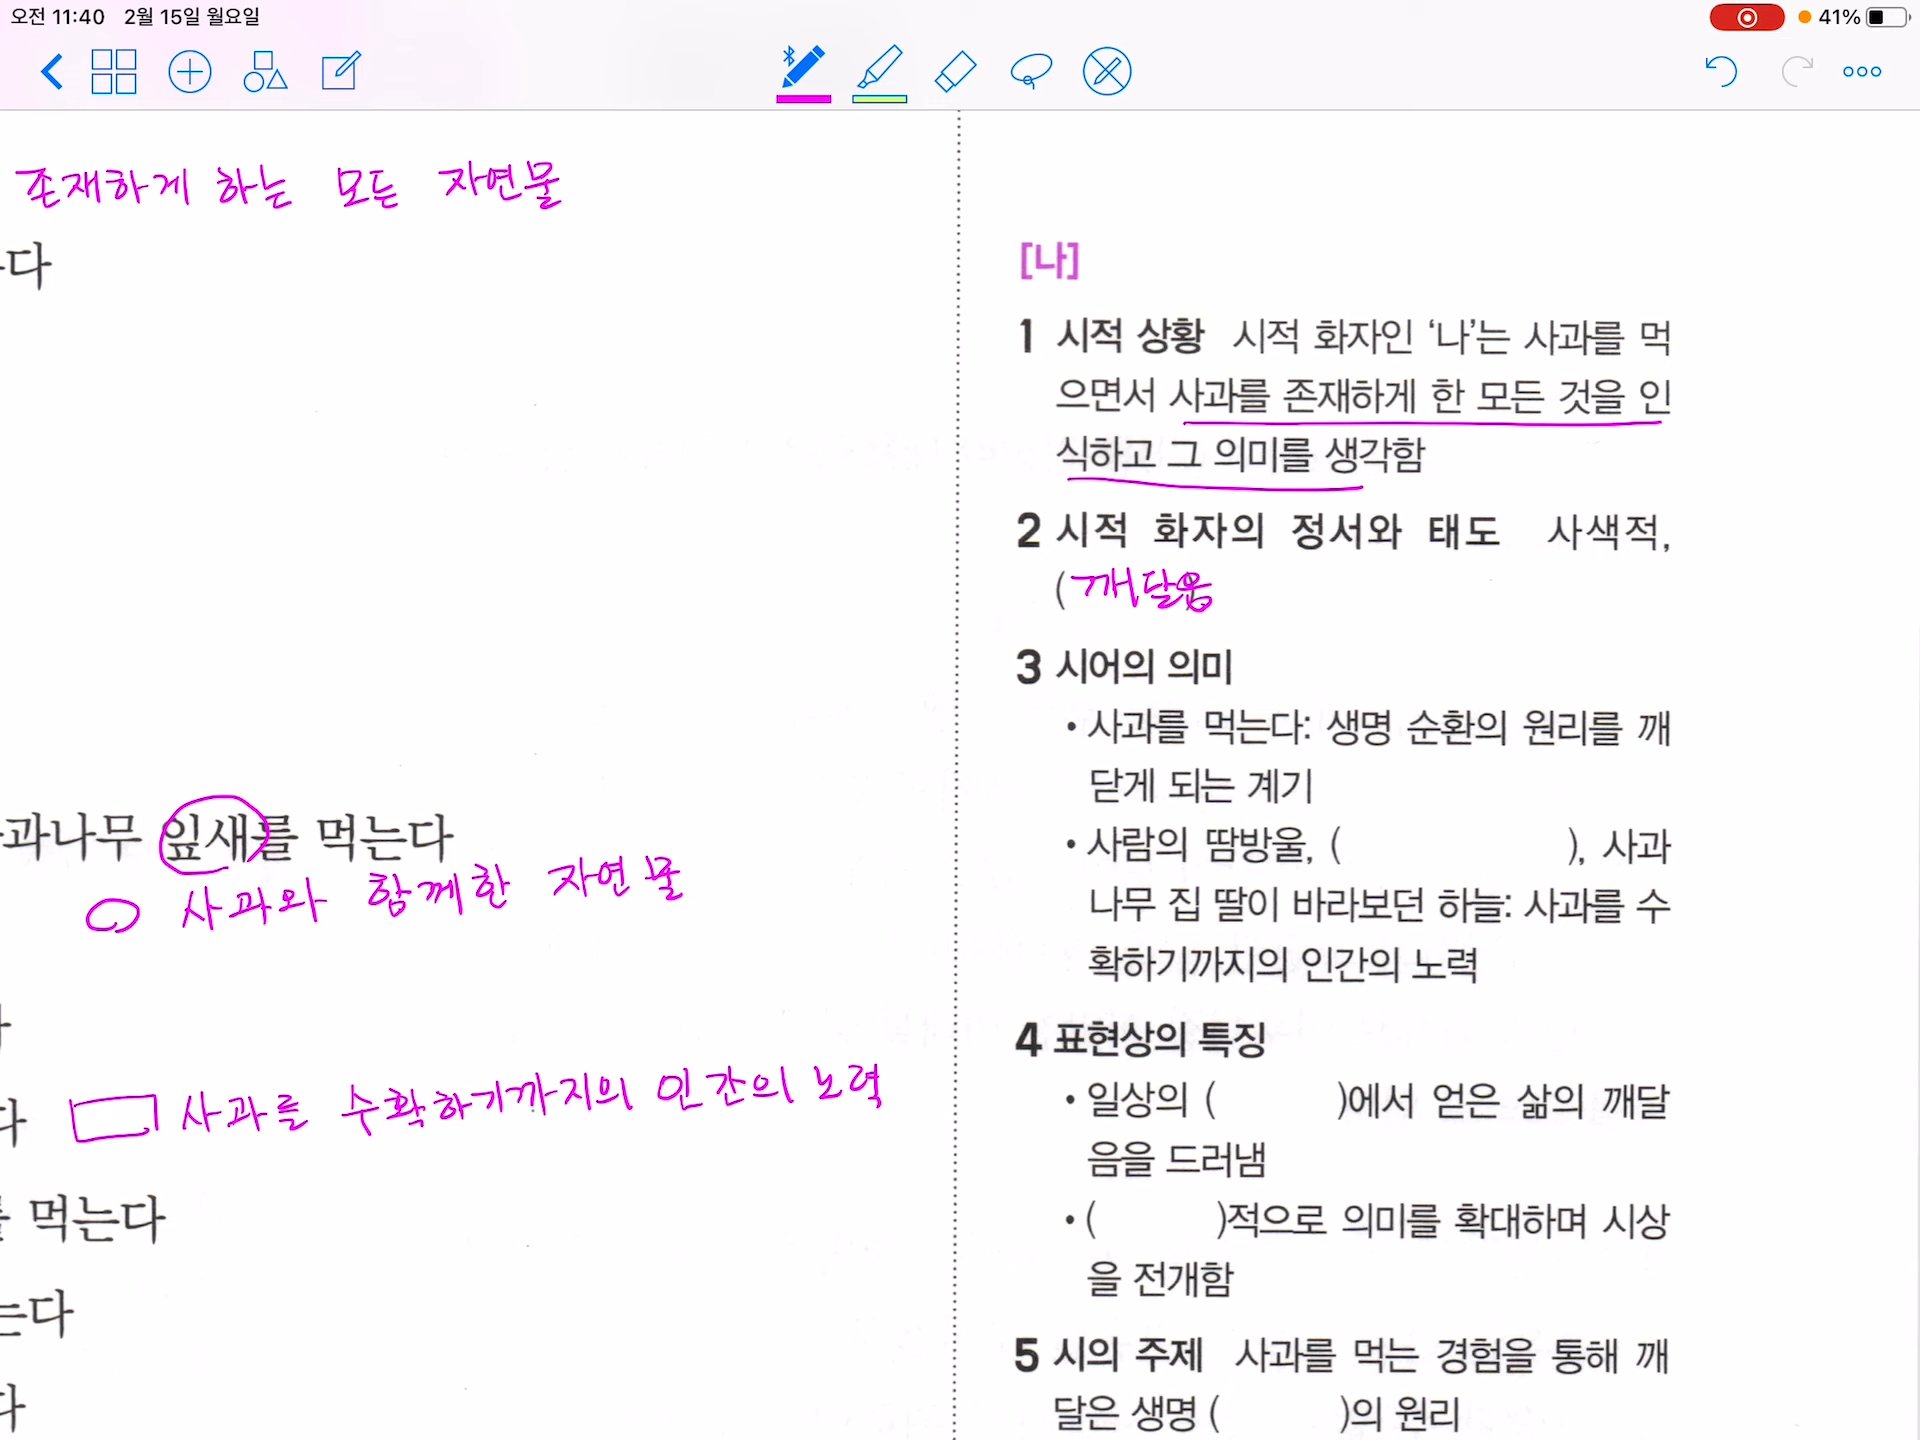 오전 11:40 2월 15일 월요일
41%
존재하게 하는 모든 자연물
는다
과나무 잎새를 먹는다
사과와 함께한 자연물
다 사과를 수확하기까지의 인간의 노력
를 먹는다
는다
다
[나]
1 시적 상황 시적 화자인 ‘나’는 사과를 먹
으면서 사과를 존재하게 한 모든 것을 인
식하고 그 의미를 생각함
2 시적 화자의 정서와 태도 사색적,
( 깨달음
3 시어의 의미
• 사과를 먹는다: 생명 순환의 원리를 깨
닫게 되는 계기
• 사람의 땀방울, ( ), 사과
나무 집 딸이 바라보던 하늘: 사과를 수
확하기까지의 인간의 노력
4 표현상의 특징
• 일상의 ( )에서 얻은 삶의 깨달
음을 드러냄
• ( )적으로 의미를 확대하며 시상
을 전개함
5 시의 주제 사과를 먹는 경험을 통해 깨
달은 생명 ( )의 원리